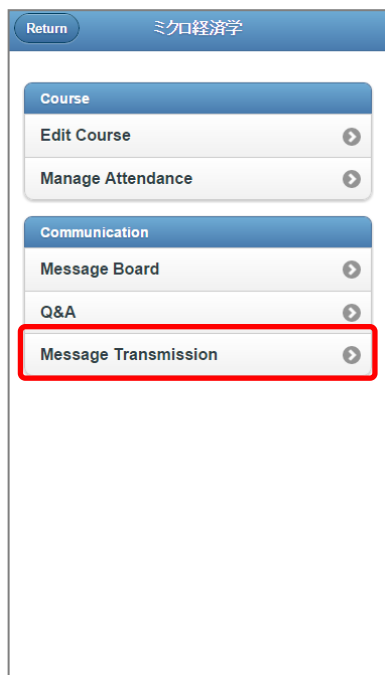 Return ミクロ経済学
Course
Edit Course
Manage Attendance
Communication
Message Board
Q&A
Message Transmission